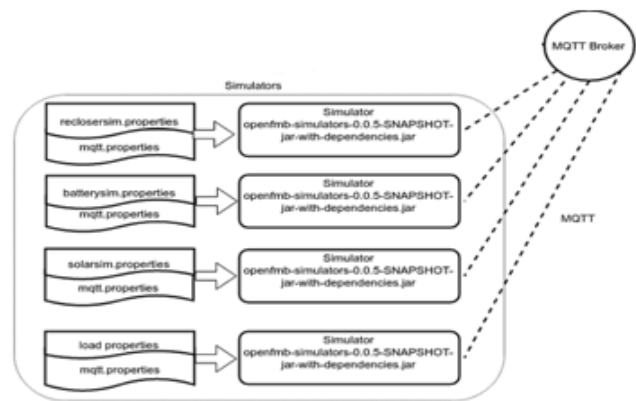 MQTT Broker
Simulators
reclosersim.properties
mqtt.properties
Simulator
openfmb-simulators-0.0.5-SNAPSHOT-
jar-with-dependencies.jar
batterysim.properties
mqtt.properties
Simulator
openfmb-simulators-0.0.5-SNAPSHOT-
jar-with-dependencies.jar
MQTT
solarsim.properties
mqtt.properties
Simulator
openfmb-simulators-0.0.5-SNAPSHOT-
jar-with-dependencies.jar
load properties
mqtt.properties
Simulator
openfmb-simulators-0.0.5-SNAPSHOT-
jar-with-dependencies.jar